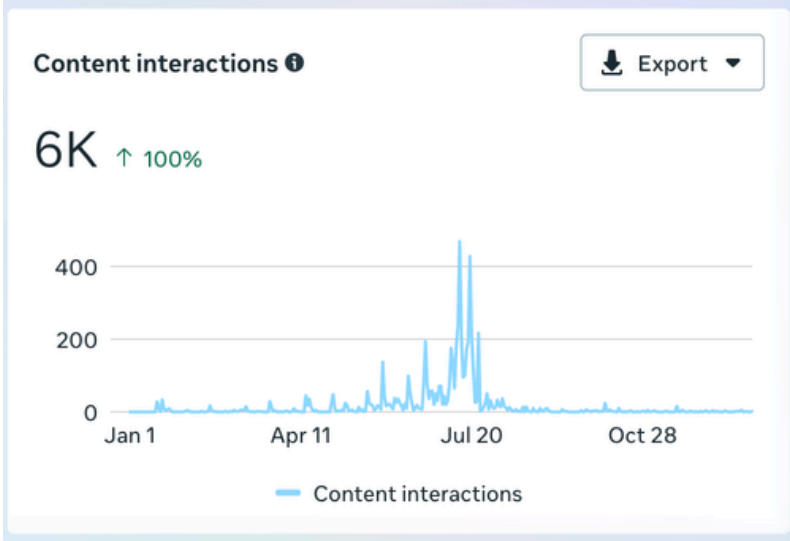 Content interactions
Export
6K ↑ 100%
400
200
0
Jan 1 Apr 11 Jul 20 Oct 28
Content interactions